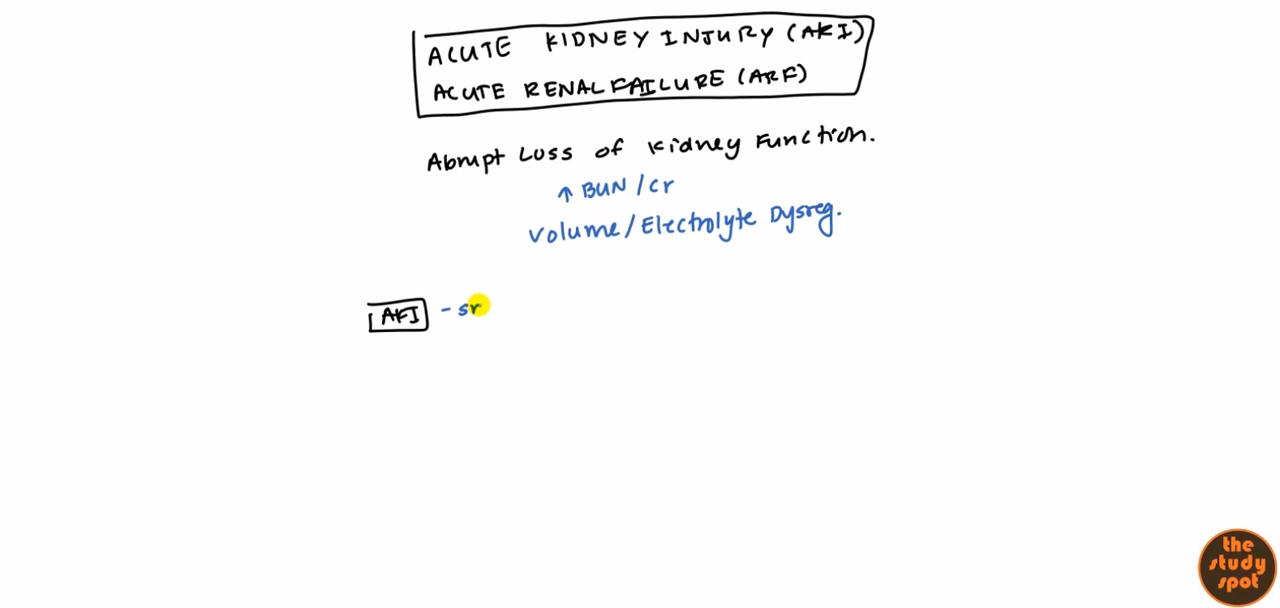 ACUTE KIDNEY INJURY (AKI)
ACUTE RENAL FAILURE (ARF)
Abrupt Loss of Kidney Function.
↑ BUN / Cr
Volume / Electrolyte Dysreg.
AKI - sr
the
study
spot